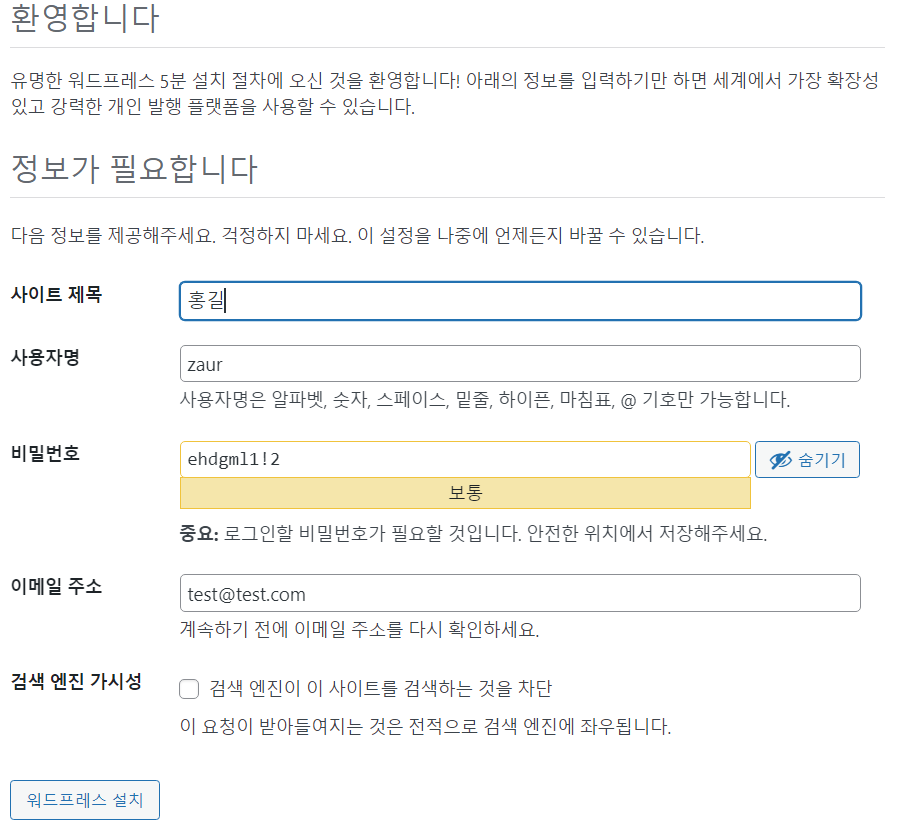 환영합니다
유명한 워드프레스 5분 설치 절차에 오신 것을 환영합니다! 아래의 정보를 입력하기만 하면 세계에서 가장 확장성
있고 강력한 개인 발행 플랫폼을 사용할 수 있습니다.
정보가 필요합니다
다음 정보를 제공해주세요. 걱정하지 마세요. 이 설정을 나중에 언제든지 바꿀 수 있습니다.
사이트 제목
홍길
사용자명
zaur
사용자명은 알파벳, 숫자, 스페이스, 밑줄, 하이픈, 마침표, @ 기호만 가능합니다.
비밀번호
ehdgml1!2
숨기기
보통
중요: 로그인할 비밀번호가 필요할 것입니다. 안전한 위치에서 저장해주세요.
이메일 주소
test@test.com
계속하기 전에 이메일 주소를 다시 확인하세요.
검색 엔진 가시성
검색 엔진이 이 사이트를 검색하는 것을 차단
이 요청이 받아들여지는 것은 전적으로 검색 엔진에 좌우됩니다.
워드프레스 설치